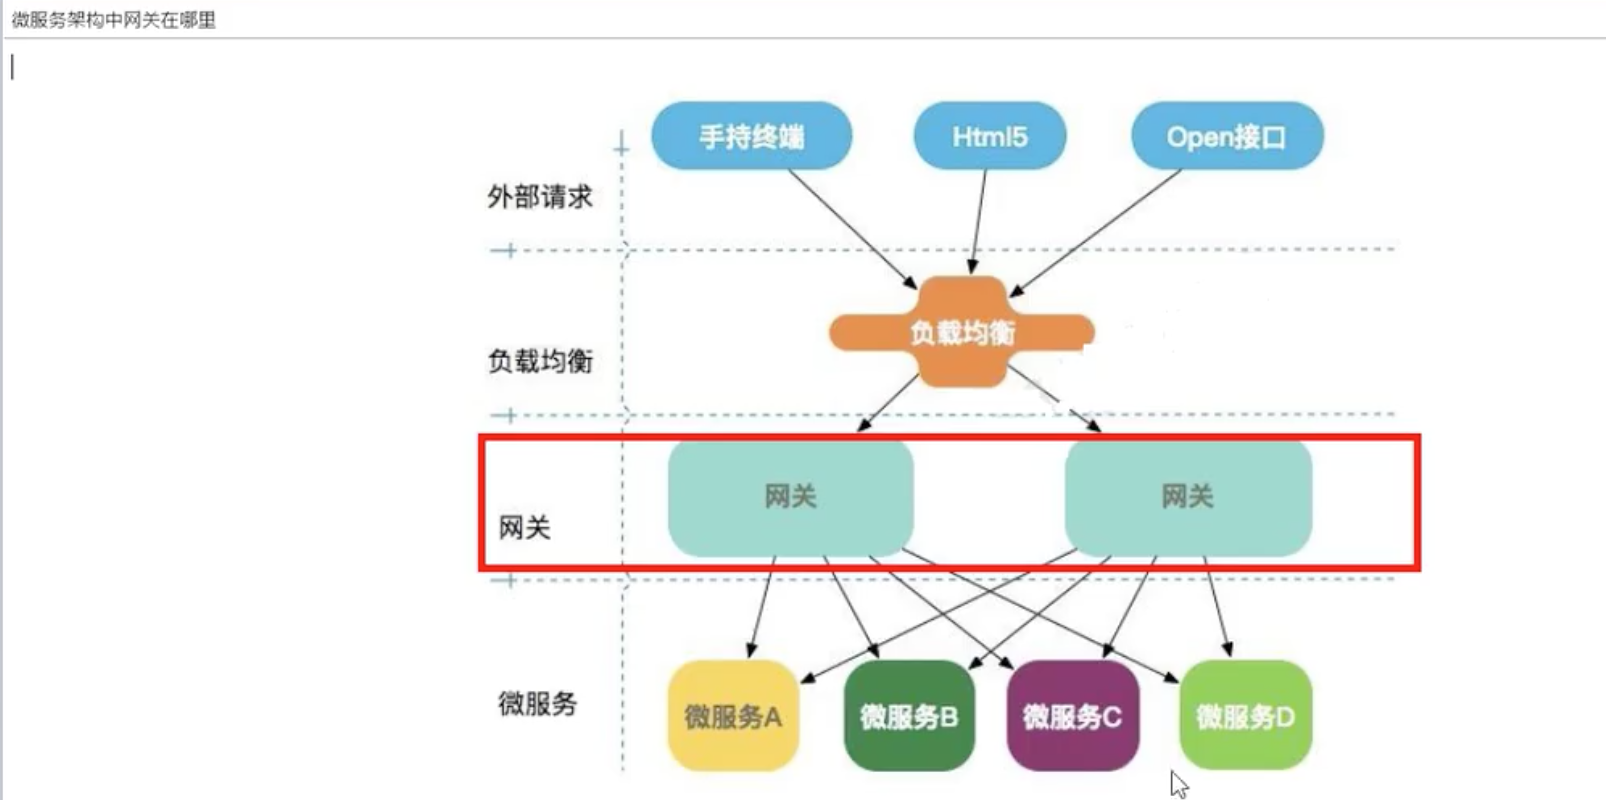 微服务架构中网关在哪里
手持终端
Html5
Open接口
外部请求
负载均衡
负载均衡
网关
网关
网关
微服务
微服务A
微服务B
微服务C
微服务D